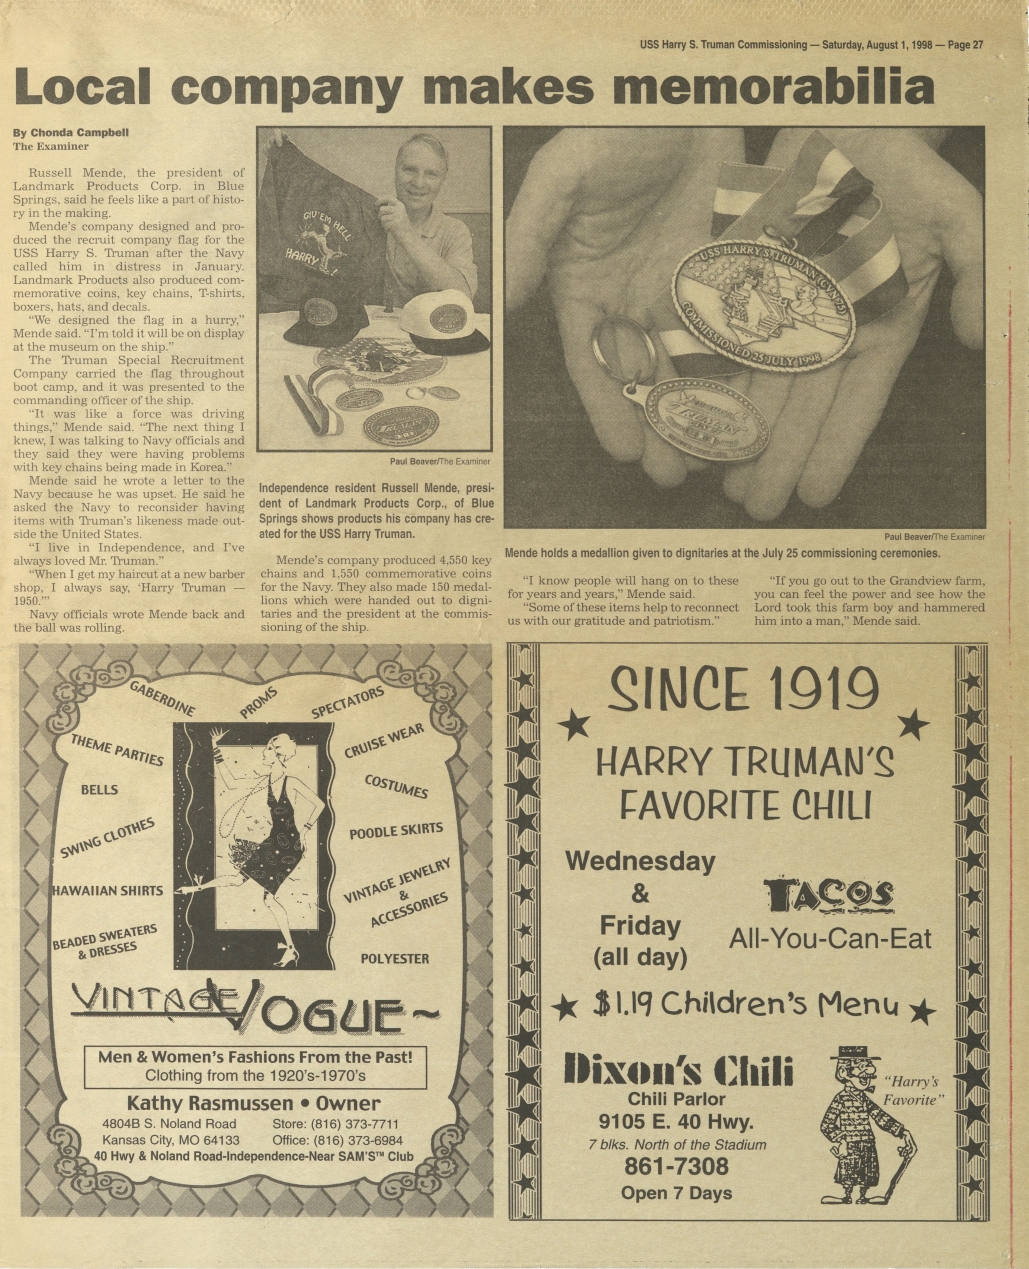 USS Harry S. Truman Commissioning — Saturday, August 1, 1998 — Page 27
Local company makes memorabilia
By Chonda Campbell
The Examiner
Russell Mende, the president of
Landmark Products Corp. in Blue
Springs, said he feels like a part of histo-
ry in the making.
Mende's company designed and pro-
duced the recruit company flag for the
USS Harry S. Truman after the Navy
called him in distress in January.
Landmark Products also produced com-
memorative coins, key chains, T-shirts,
boxers, hats, and decals.
"We designed the flag in a hurry,"
Mende said. "I'm told it will be on display
at the museum on the ship."
The Truman Special Recruitment
Company carried the flag throughout
boot camp, and it was presented to the
commanding officer of the ship.
"It was like a force was driving
things," Mende said. "The next thing I
knew, I was talking to Navy officials and
they said they were having problems
with key chains being made in Korea."
Mende said he wrote a letter to the
Navy because he was upset. He said he
asked the Navy to reconsider having
items with Truman's likeness made out-
side the United States.
"I live in Independence, and I've
always loved Mr. Truman."
"When I get my haircut at a new barber
shop, I always say, 'Harry Truman —
1950.'"
Navy officials wrote Mende back and
the ball was rolling.
GIV'EM HELL
HARRY..!
Paul Beaver/The Examiner
Independence resident Russell Mende, presi-
dent of Landmark Products Corp., of Blue
Springs shows products his company has cre-
ated for the USS Harry Truman.
Mende's company produced 4,550 key
chains and 1,550 commemorative coins
for the Navy. They also made 150 medal-
lions which were handed out to digni-
taries and the president at the commis-
sioning of the ship.
USS HARRY S. TRUMAN (CVN-75)
COMMISSIONED 25 JULY 1998
TRUMAN
Paul Beaver/The Examiner
Mende holds a medallion given to dignitaries at the July 25 commissioning ceremonies.
"I know people will hang on to these
for years and years," Mende said.
"Some of these items help to reconnect
us with our gratitude and patriotism."
"If you go out to the Grandview farm,
you can feel the power and see how the
Lord took this farm boy and hammered
him into a man," Mende said.
GABERDINE
PROMS
SPECTATORS
THEME PARTIES
CRUISE WEAR
BELLS
COSTUMES
SWING CLOTHES
POODLE SKIRTS
HAWAIIAN SHIRTS
VINTAGE JEWELRY
&
ACCESSORIES
BEADED SWEATERS
& DRESSES
POLYESTER
VINTAGE VOGUE~
Men & Women's Fashions From the Past!
Clothing from the 1920's-1970's
Kathy Rasmussen • Owner
4804B S. Noland Road Store: (816) 373-7711
Kansas City, MO 64133 Office: (816) 373-6984
40 Hwy & Noland Road-Independence-Near SAM'S™ Club
SINCE 1919
HARRY TRUMAN'S
FAVORITE CHILI
Wednesday
&
Friday
(all day)
TACOS
All-You-Can-Eat
$1.19 Children's Menu
Dixon's Chili
Chili Parlor
9105 E. 40 Hwy.
7 blks. North of the Stadium
861-7308
Open 7 Days
"Harry's
Favorite"